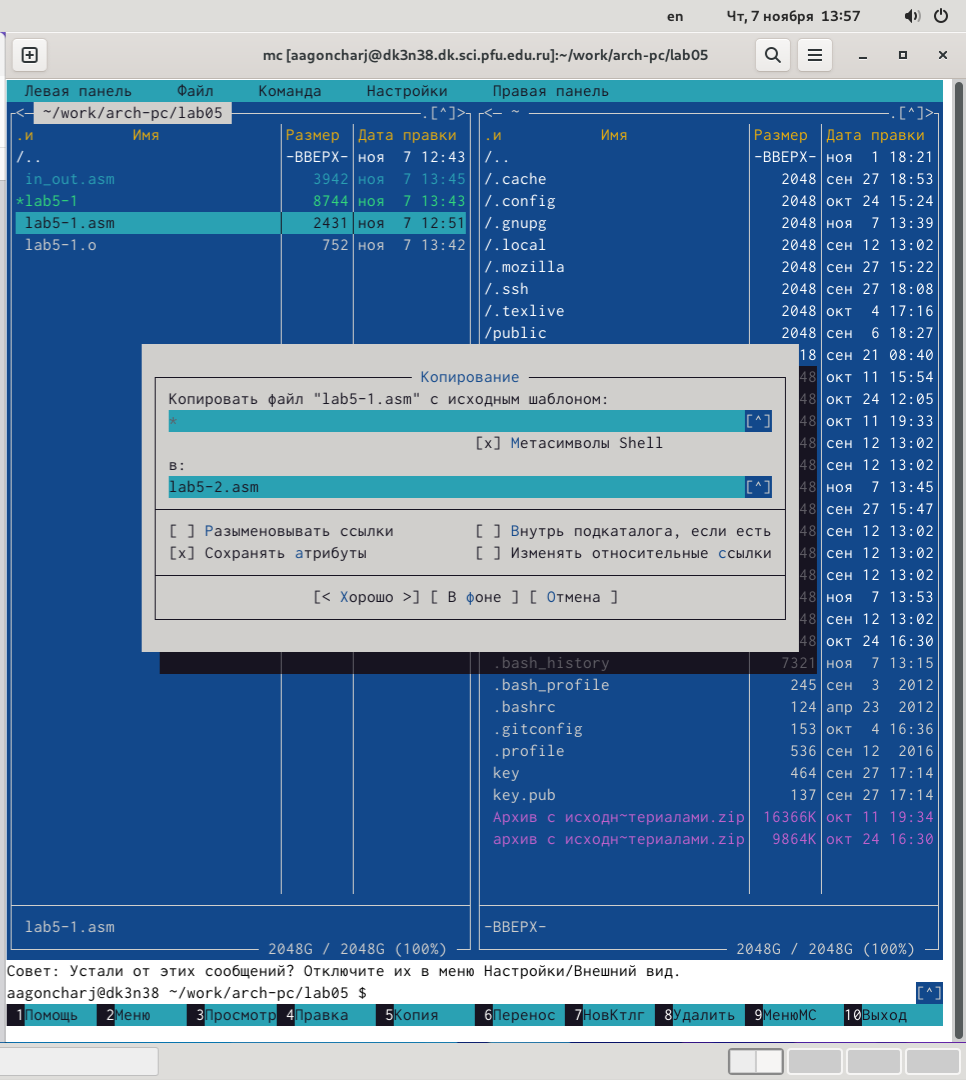 en Чт, 7 ноября 13:57
mc [aagoncharj@dk3n38.dk.sci.pfu.edu.ru]:~/work/arch-pc/lab05
Левая панель Файл Команда Настройки Правая панель
<─ ~/work/arch-pc/lab05 .[^]>
.и Имя Размер Дата правки
/.. -ВВЕРХ- ноя 7 12:43
in_out.asm 3942 ноя 7 13:45
*lab5-1 8744 ноя 7 13:43
lab5-1.asm 2431 ноя 7 12:51
lab5-1.o 752 ноя 7 13:42
<─ ~ .[^]>
.и Имя Размер Дата правки
/.. -ВВЕРХ- ноя 1 18:21
/.cache 2048 сен 27 18:53
/.config 2048 окт 24 15:24
/.gnupg 2048 ноя 7 13:39
/.local 2048 сен 12 13:02
/.mozilla 2048 сен 27 15:22
/.ssh 2048 сен 27 18:08
/.texlive 2048 окт 4 17:16
/public 2048 сен 6 18:27
18 сен 21 08:40
48 окт 11 15:54
48 окт 24 12:05
48 окт 11 19:33
48 сен 12 13:02
48 сен 12 13:02
48 ноя 7 13:45
48 сен 27 15:47
48 сен 12 13:02
48 сен 12 13:02
48 сен 12 13:02
48 ноя 7 13:53
48 сен 12 13:02
48 окт 24 16:30
.bash_history 7321 ноя 7 13:15
.bash_profile 245 сен 3 2012
.bashrc 124 апр 23 2012
.gitconfig 153 окт 4 16:36
.profile 536 сен 12 2016
key 464 сен 27 17:14
key.pub 137 сен 27 17:14
Архив с исходн~териалами.zip 16366K окт 11 19:34
архив с исходн~териалами.zip 9864K окт 24 16:30
Копирование
Копировать файл "lab5-1.asm" с исходным шаблоном:
* [^]
[x] Метасимволы Shell
в:
lab5-2.asm [^]
[ ] Разыменовывать ссылки [ ] Внутрь подкаталога, если есть
[x] Сохранять атрибуты [ ] Изменять относительные ссылки
[< Хорошо >] [ В фоне ] [ Отмена ]
lab5-1.asm -ВВЕРХ-
2048G / 2048G (100%) 2048G / 2048G (100%)
Совет: Устали от этих сообщений? Отключите их в меню Настройки/Внешний вид.
aagoncharj@dk3n38 ~/work/arch-pc/lab05 $ [^]
1Помощь 2Меню 3Просмотр 4Правка 5Копия 6Перенос 7НовКтлг 8Удалить 9МенюMC 10Выход